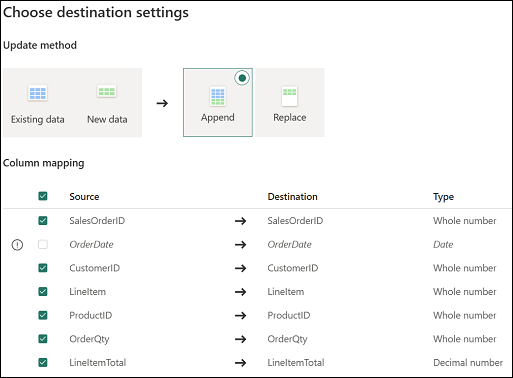 Choose destination settings
Update method
Existing data New data → Append Replace
Column mapping
Source Destination Type
SalesOrderID → SalesOrderID Whole number
OrderDate → OrderDate Date
CustomerID → CustomerID Whole number
LineItem → LineItem Whole number
ProductID → ProductID Whole number
OrderQty → OrderQty Whole number
LineItemTotal → LineItemTotal Decimal number